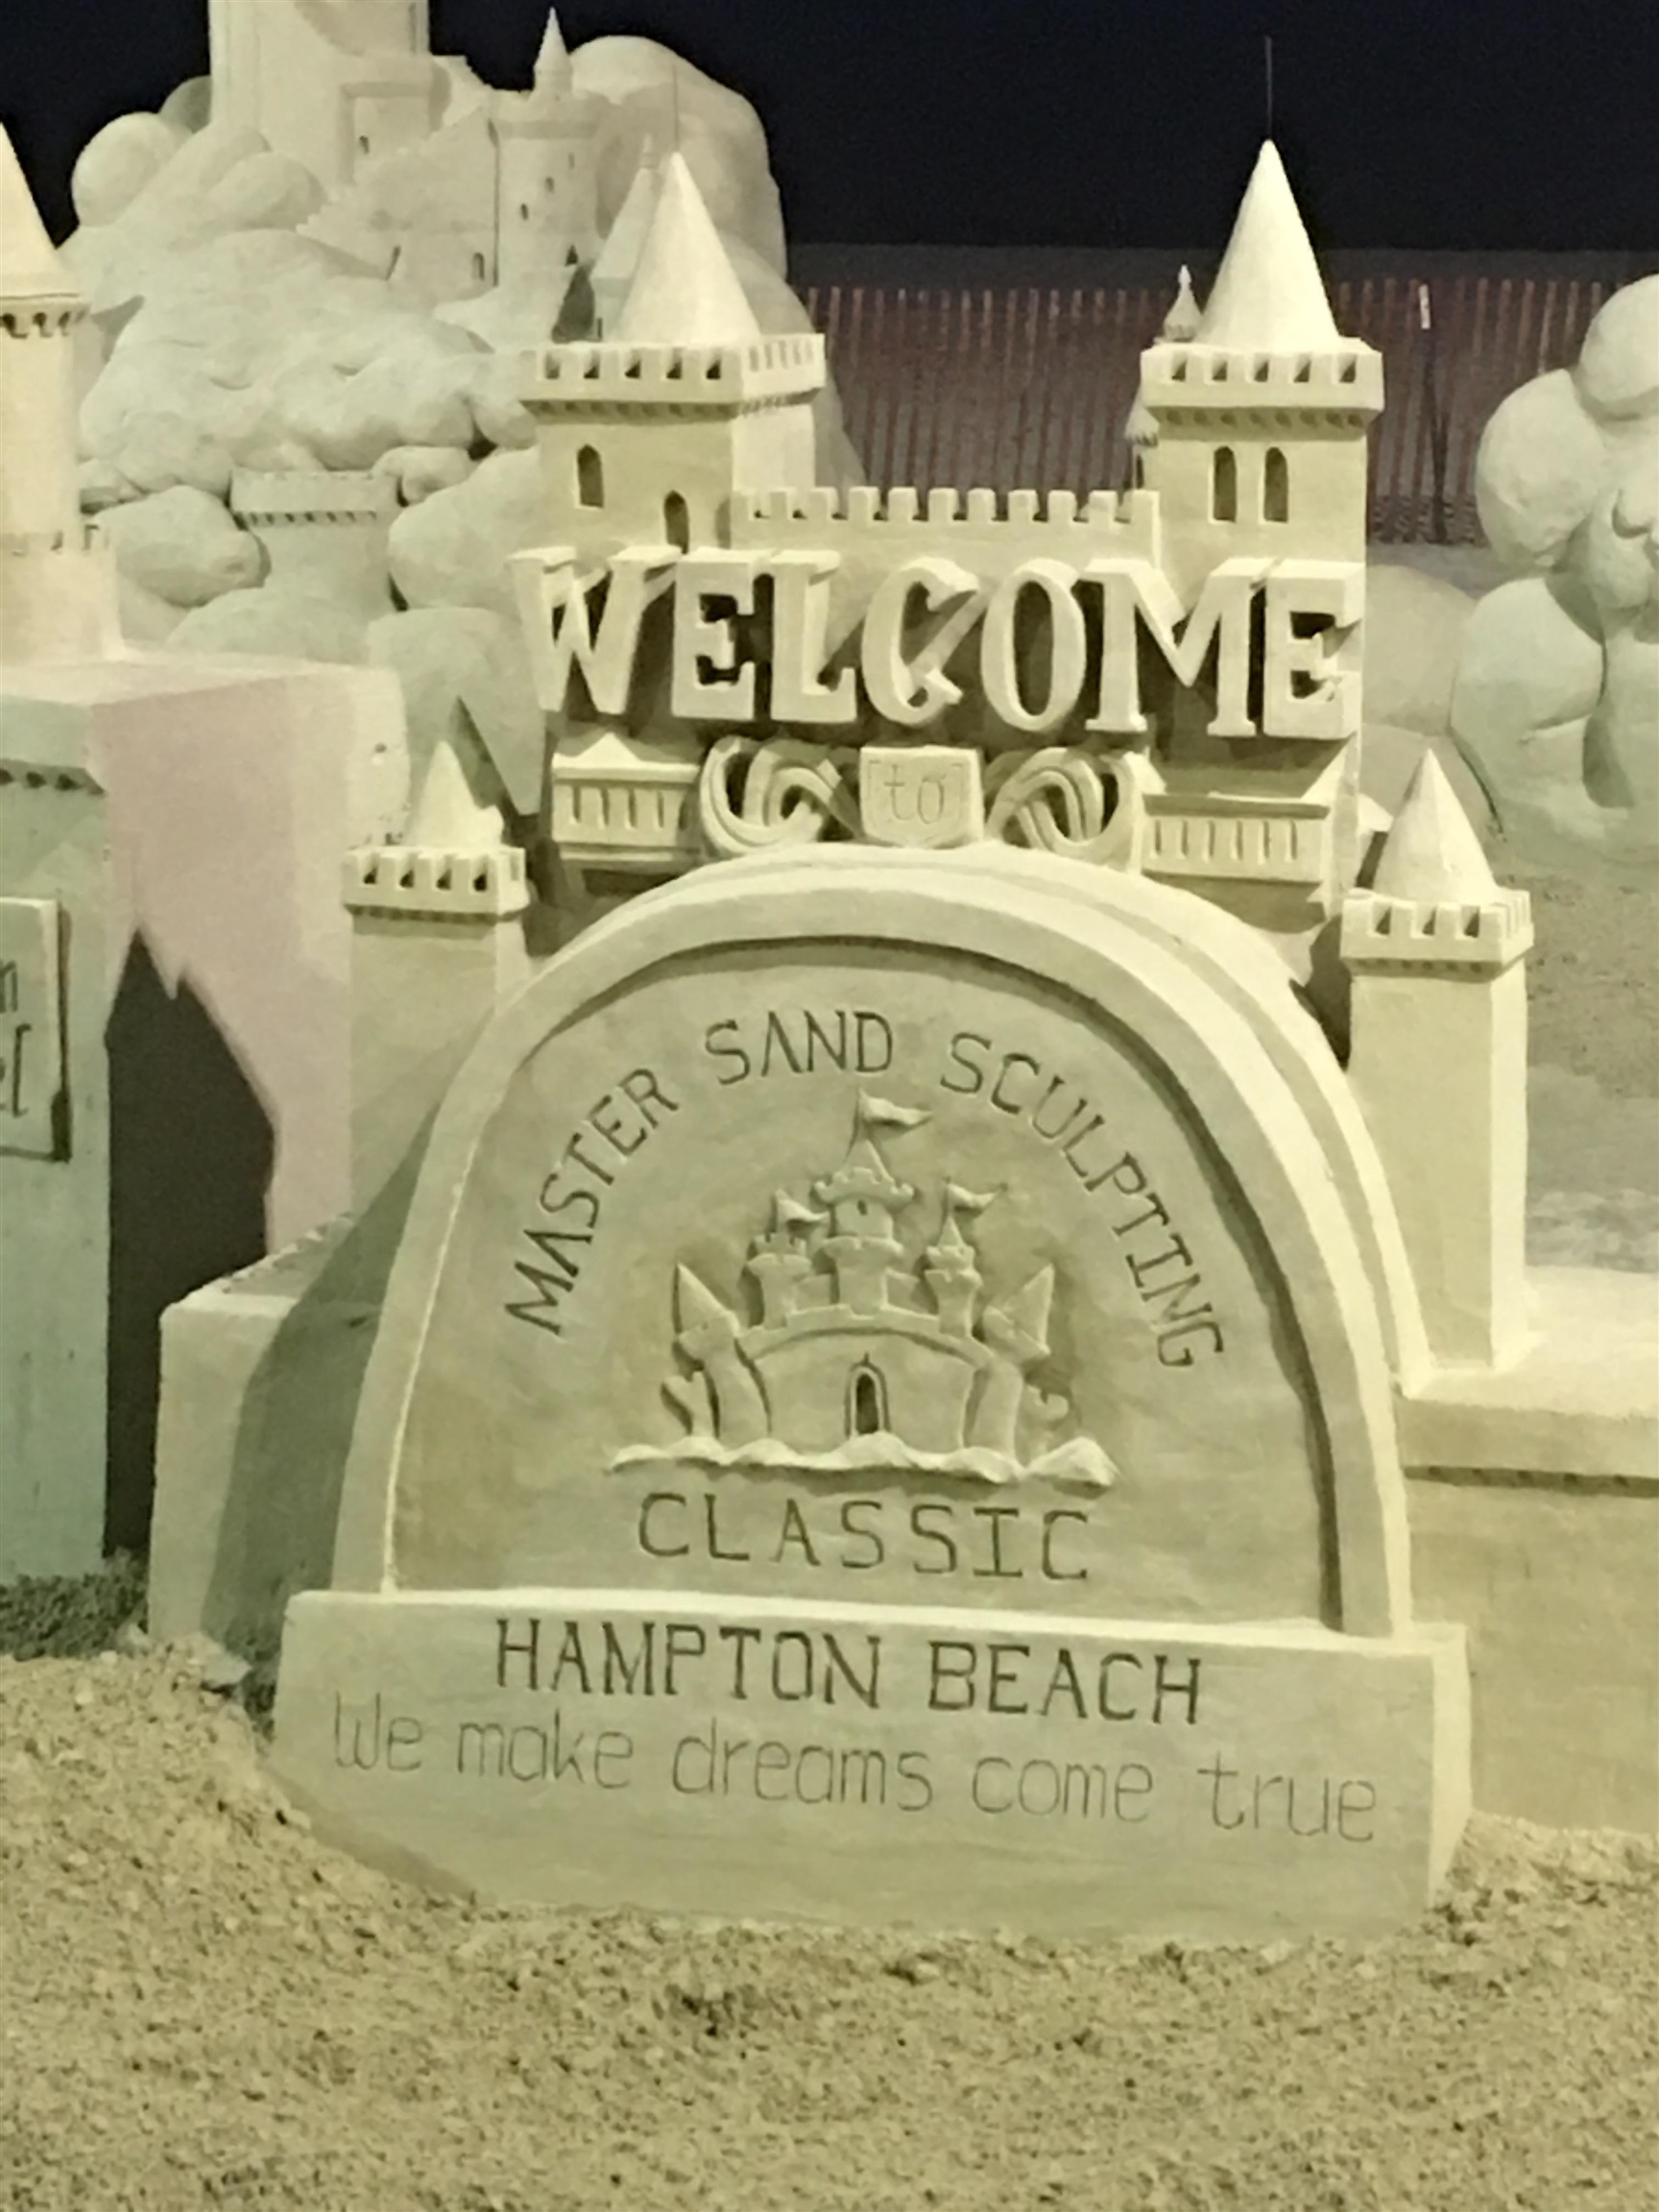 WELCOME
to
MASTER SAND SCULPTING
CLASSIC
HAMPTON BEACH
We make dreams come true